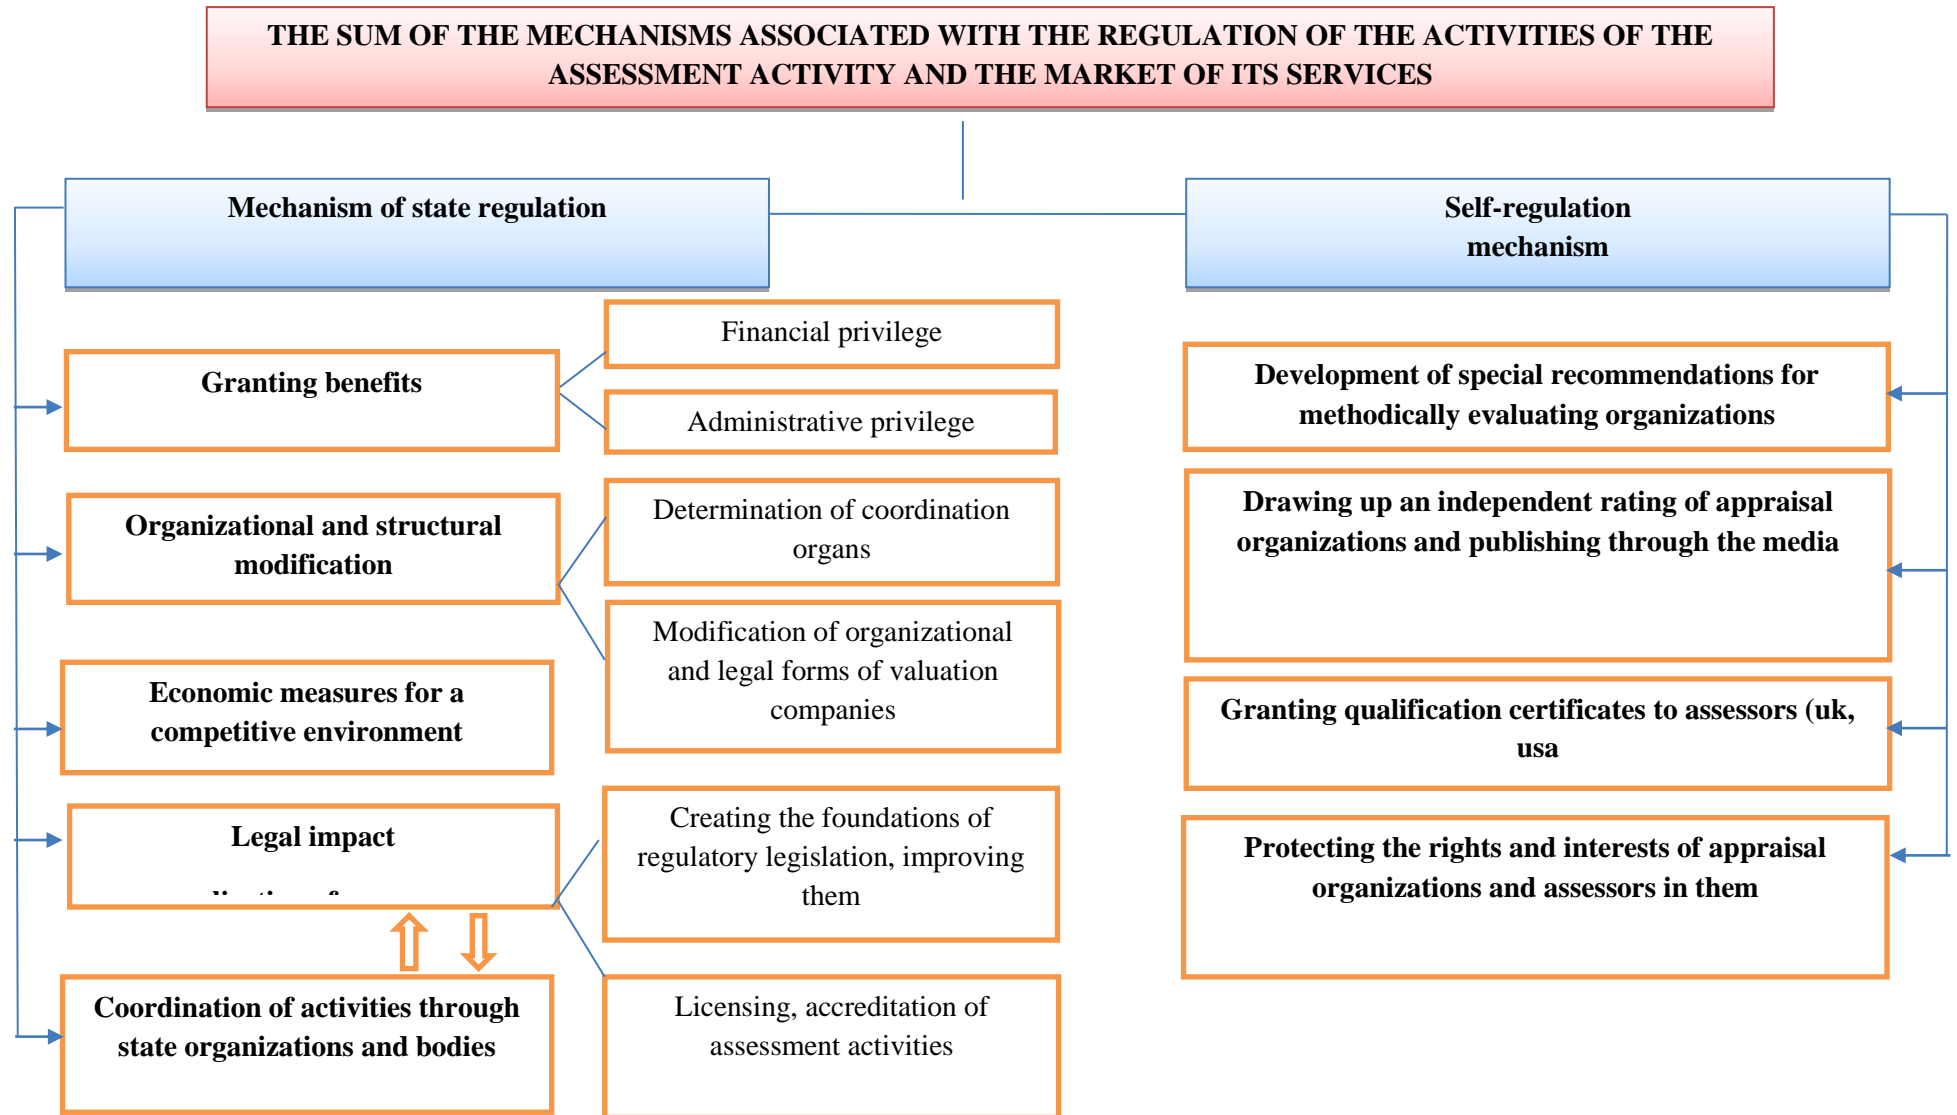 THE SUM OF THE MECHANISMS ASSOCIATED WITH THE REGULATION OF THE ACTIVITIES OF THE
ASSESSMENT ACTIVITY AND THE MARKET OF ITS SERVICES
Mechanism of state regulation
Self-regulation
mechanism
Granting benefits
Financial privilege
Administrative privilege
Organizational and structural
modification
Determination of coordination
organs
Modification of organizational
and legal forms of valuation
companies
Economic measures for a
competitive environment
Legal impact
Creating the foundations of
regulatory legislation, improving
them
Licensing, accreditation of
assessment activities
Coordination of activities through
state organizations and bodies
Development of special recommendations for
methodically evaluating organizations
Drawing up an independent rating of appraisal
organizations and publishing through the media
Granting qualification certificates to assessors (uk,
usa
Protecting the rights and interests of appraisal
organizations and assessors in them